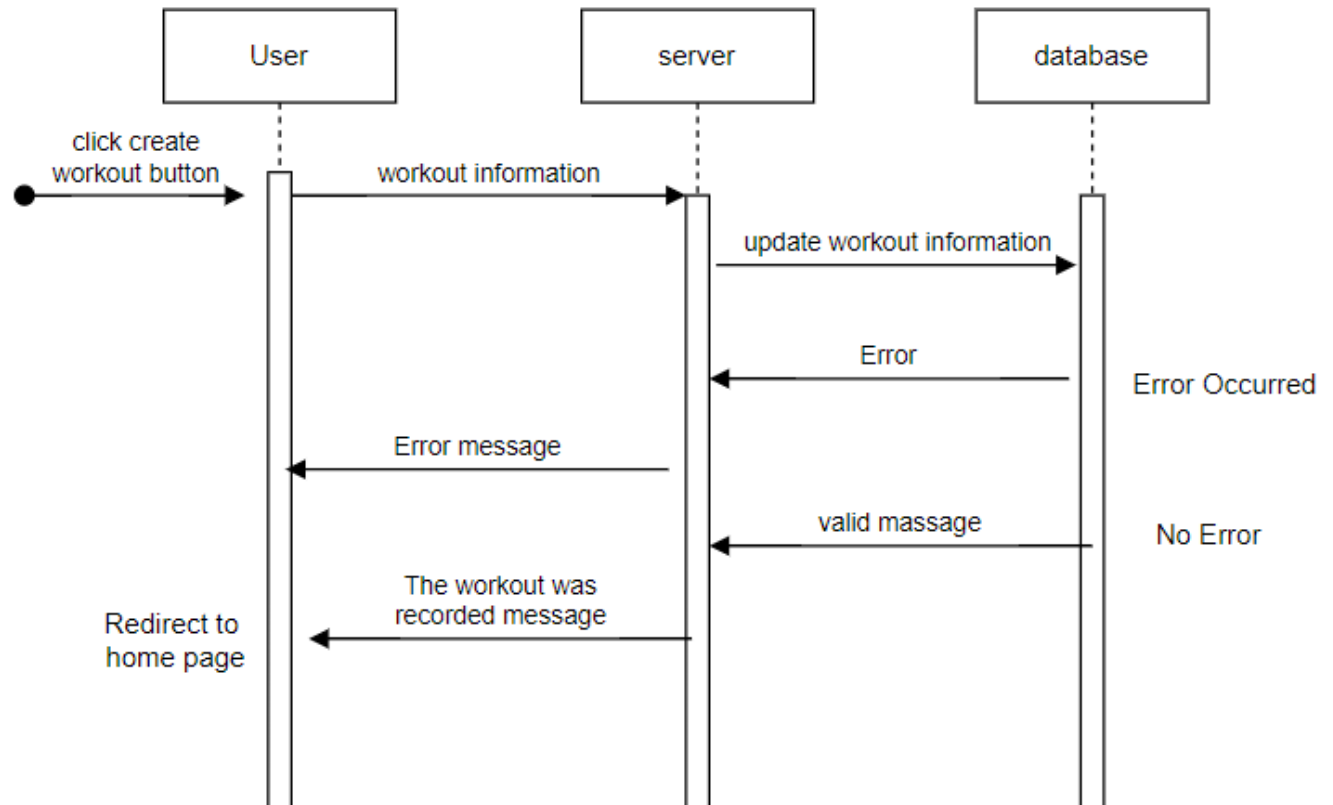 User
server
database
click create
workout button
workout information
update workout information
Error
Error Occurred
Error message
valid massage
No Error
The workout was
recorded message
Redirect to
home page